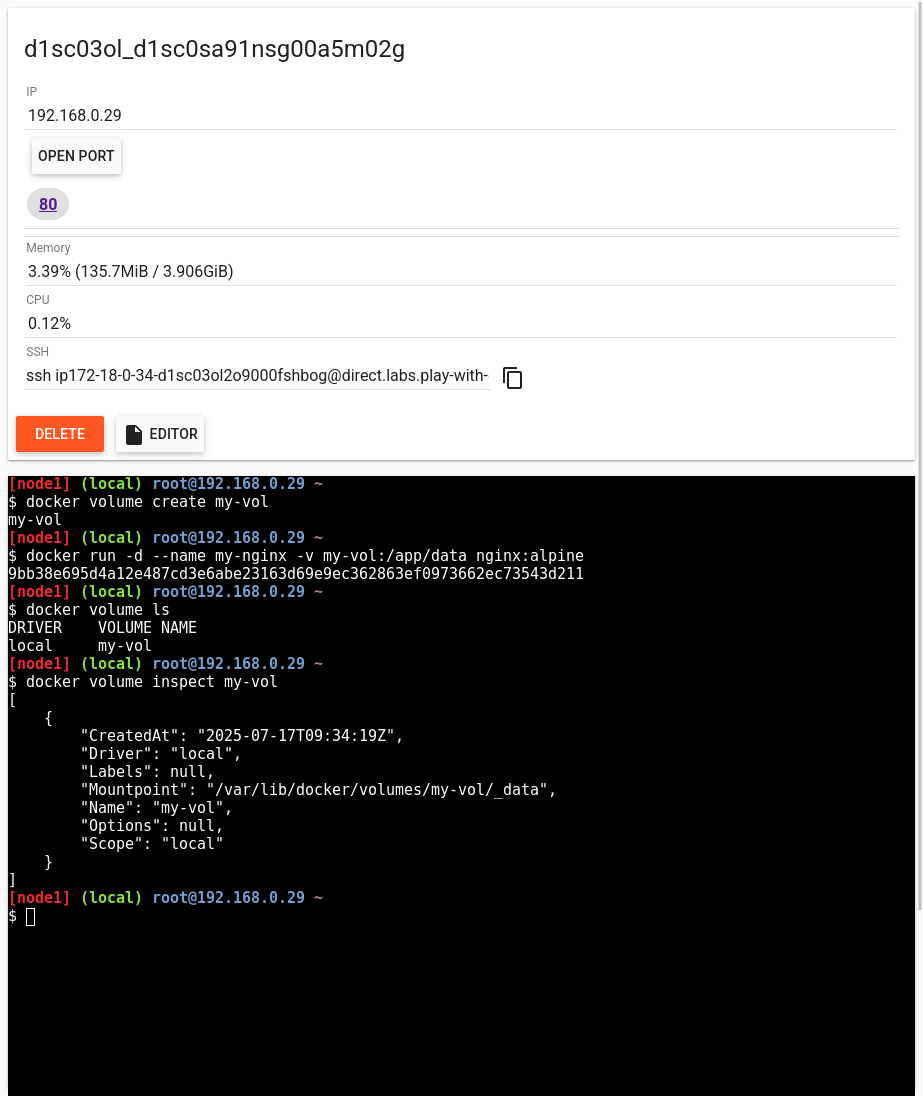 d1sc03ol_d1sc0sa91nsg00a5m02g
IP
192.168.0.29
OPEN PORT
80
Memory
3.39% (135.7MiB / 3.906GiB)
CPU
0.12%
SSH
ssh ip172-18-0-34-d1sc03ol2o9000fshbog@direct.labs.play-with-
DELETE
EDITOR
[node1] (local) root@192.168.0.29 ~
$ docker volume create my-vol
my-vol
[node1] (local) root@192.168.0.29 ~
$ docker run -d --name my-nginx -v my-vol:/app/data nginx:alpine
9bb38e695d4a12e487cd3e6abe23163d69e9ec362863ef0973662ec73543d211
[node1] (local) root@192.168.0.29 ~
$ docker volume ls
DRIVER    VOLUME NAME
local     my-vol
[node1] (local) root@192.168.0.29 ~
$ docker volume inspect my-vol
[
    {
        "CreatedAt": "2025-07-17T09:34:19Z",
        "Driver": "local",
        "Labels": null,
        "Mountpoint": "/var/lib/docker/volumes/my-vol/_data",
        "Name": "my-vol",
        "Options": null,
        "Scope": "local"
    }
]
[node1] (local) root@192.168.0.29 ~
$